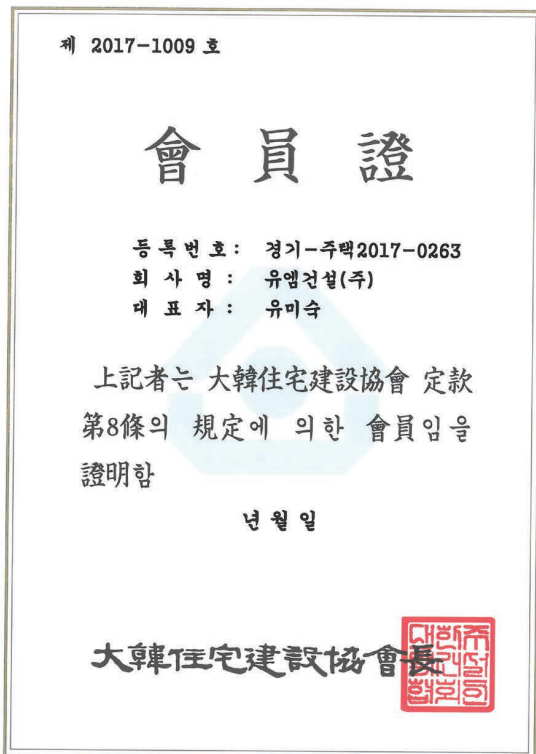 제 2017-1009 호
會 員 證
등록번호: 경기-주택2017-0263
회 사 명 : 유엠건설(주)
대 표 자 : 유미숙
上記者는 大韓住宅建設協會 定款
第8條의 規定에 의한 會員임을
證明함
년 월 일
大韓住宅建設協會長